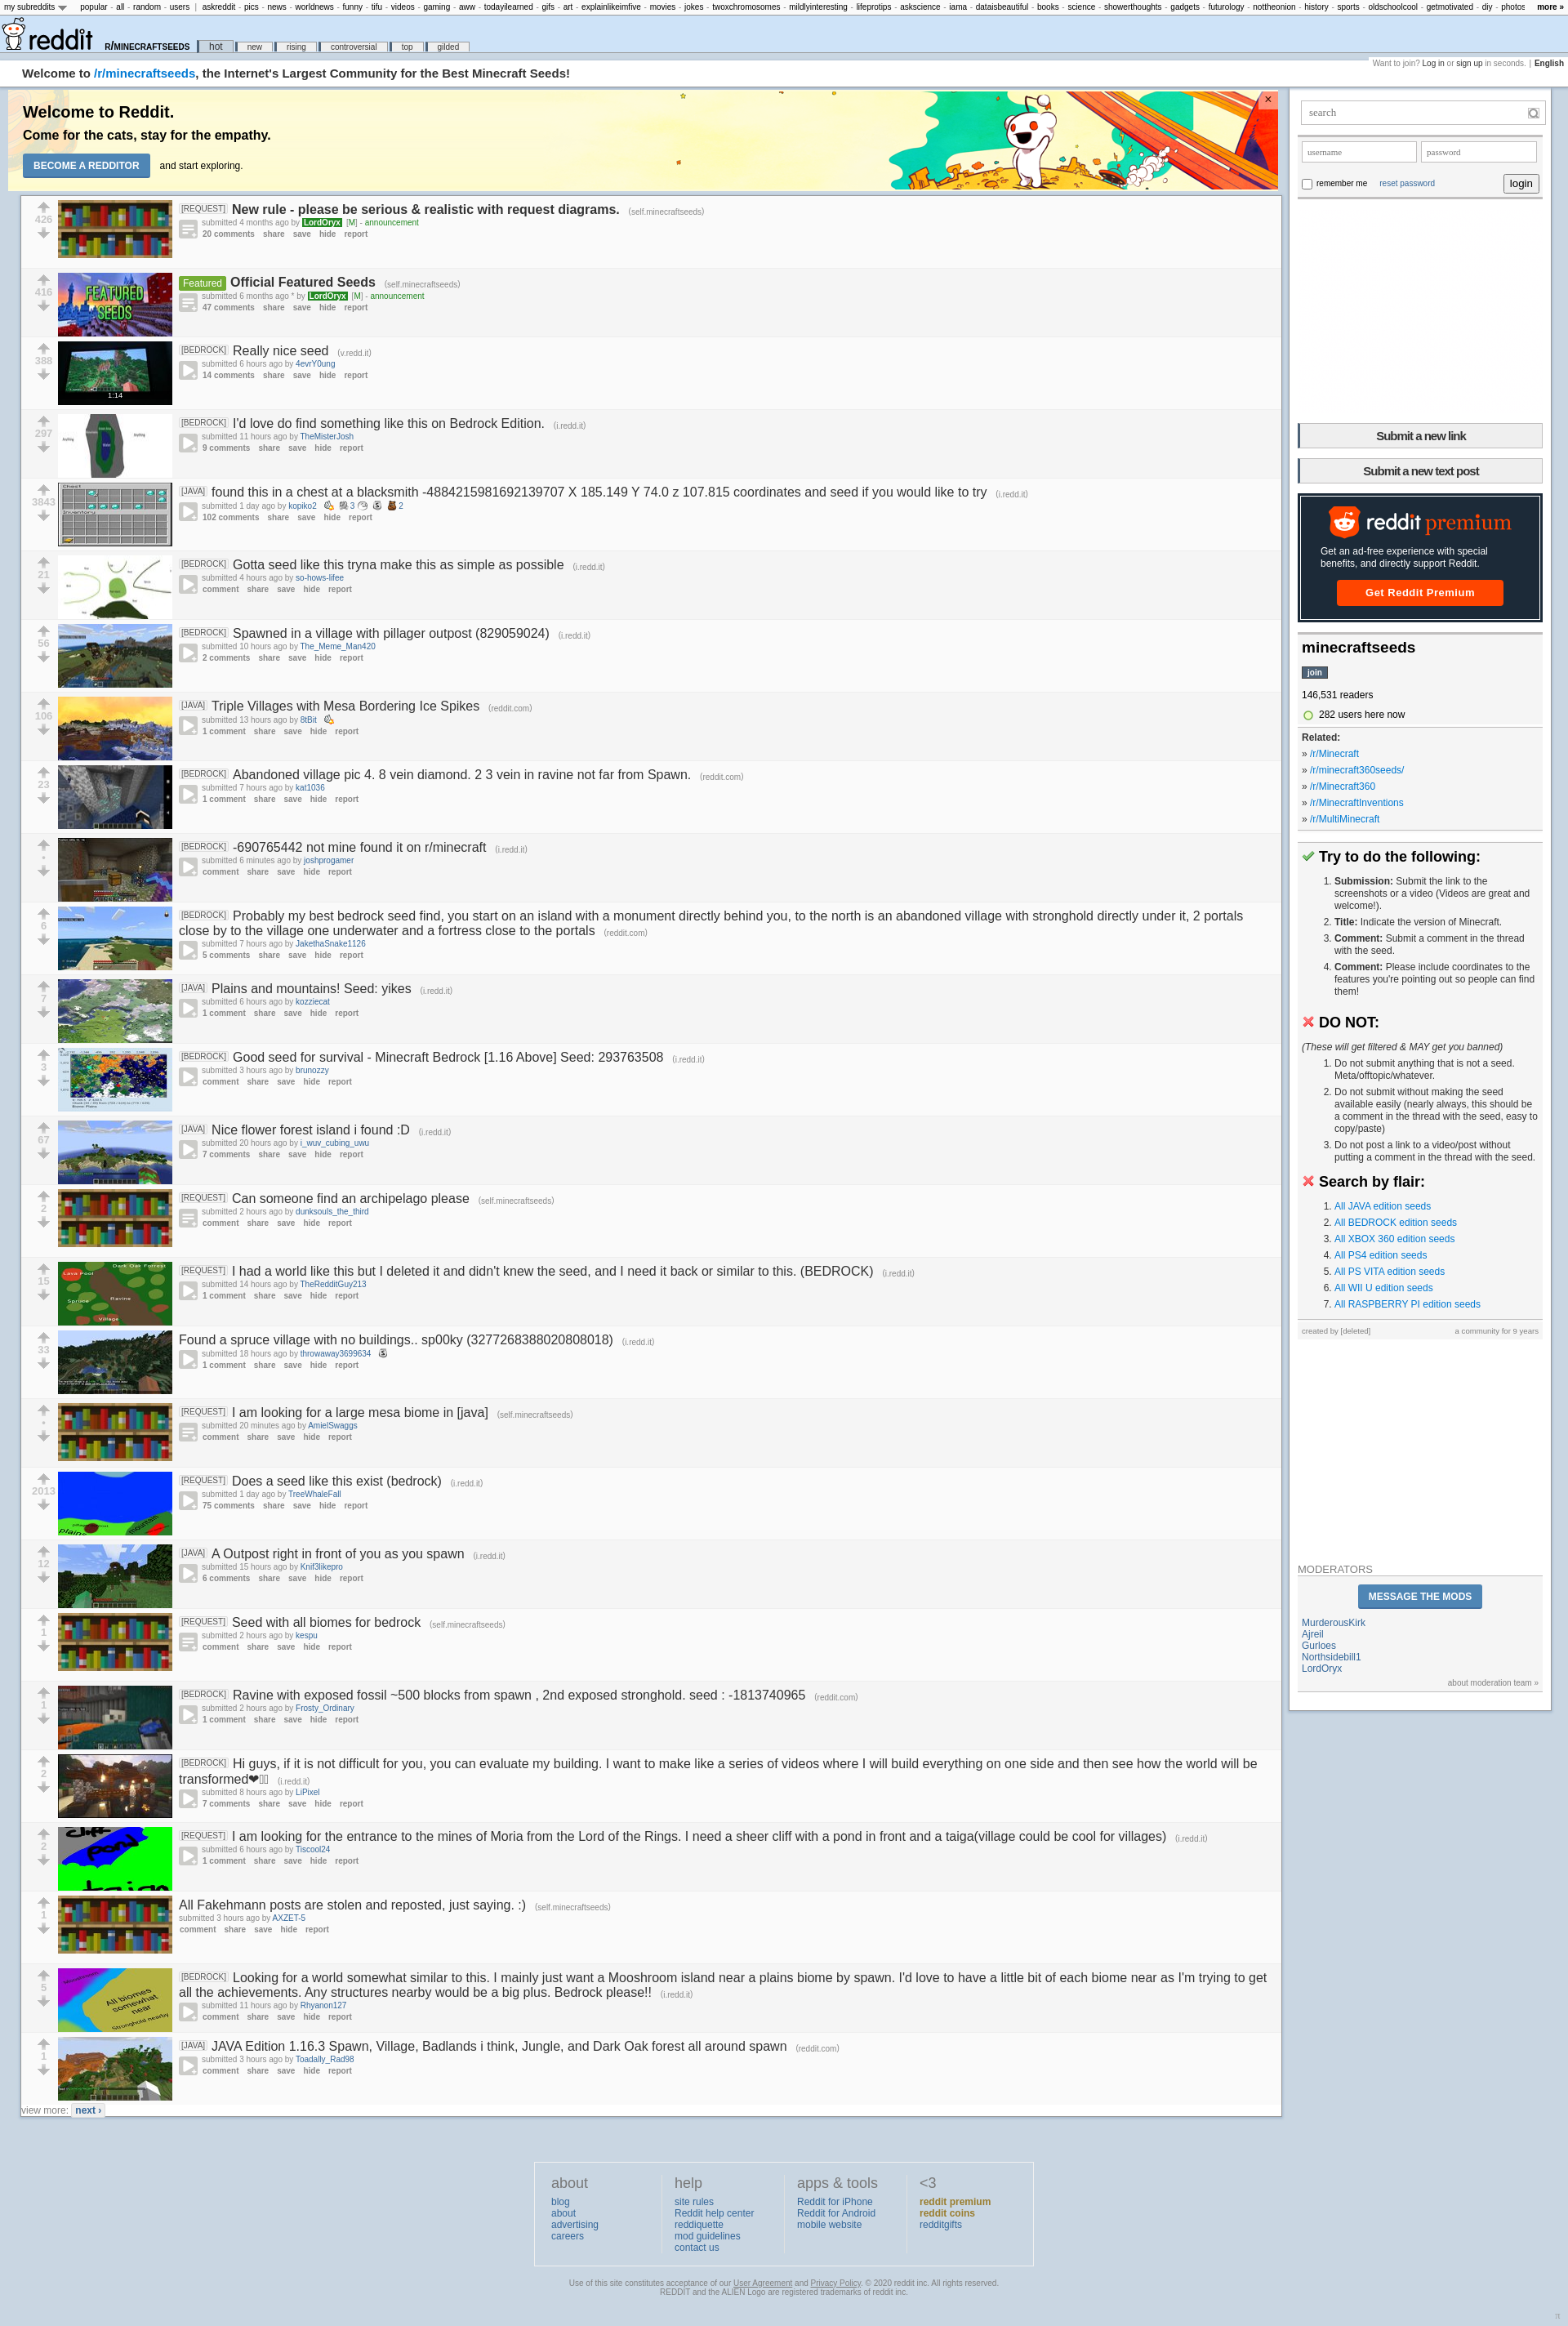 my subreddits popular - all - random - users | askreddit - pics - news - worldnews - funny - tifu - videos - gaming - aww - todayilearned - gifs - art - explainlikeimfive - movies - jokes - twoxchromosomes - mildlyinteresting - lifeprotips - askscience - iama - dataisbeautiful - books - science - showerthoughts - gadgets - futurology - nottheonion - history - sports - oldschoolcool - getmotivated - diy - photos more »
reddit R/MINECRAFTSEEDS hot new rising controversial top gilded
Want to join? Log in or sign up in seconds. | English
Welcome to /r/minecraftseeds, the Internet's Largest Community for the Best Minecraft Seeds!
Welcome to Reddit.
Come for the cats, stay for the empathy.
BECOME A REDDITOR and start exploring.
426
[REQUEST] New rule - please be serious & realistic with request diagrams. (self.minecraftseeds)
submitted 4 months ago by LordOryx [M] - announcement
20 comments share save hide report
416
FEATURED SEEDS
Featured Official Featured Seeds (self.minecraftseeds)
submitted 6 months ago * by LordOryx [M] - announcement
47 comments share save hide report
388
1:14
[BEDROCK] Really nice seed (v.redd.it)
submitted 6 hours ago by 4evrY0ung
14 comments share save hide report
297
[BEDROCK] I'd love do find something like this on Bedrock Edition. (i.redd.it)
submitted 11 hours ago by TheMisterJosh
9 comments share save hide report
3843
Chest
Inventory
[JAVA] found this in a chest at a blacksmith -4884215981692139707 X 185.149 Y 74.0 z 107.815 coordinates and seed if you would like to try (i.redd.it)
submitted 1 day ago by kopiko2 3 2
102 comments share save hide report
21
[BEDROCK] Gotta seed like this tryna make this as simple as possible (i.redd.it)
submitted 4 hours ago by so-hows-lifee
comment share save hide report
56
[BEDROCK] Spawned in a village with pillager outpost (829059024) (i.redd.it)
submitted 10 hours ago by The_Meme_Man420
2 comments share save hide report
106
[JAVA] Triple Villages with Mesa Bordering Ice Spikes (reddit.com)
submitted 13 hours ago by 8tBit
1 comment share save hide report
23
[BEDROCK] Abandoned village pic 4. 8 vein diamond. 2 3 vein in ravine not far from Spawn. (reddit.com)
submitted 7 hours ago by kat1036
1 comment share save hide report
•
[BEDROCK] -690765442 not mine found it on r/minecraft (i.redd.it)
submitted 6 minutes ago by joshprogamer
comment share save hide report
6
[BEDROCK] Probably my best bedrock seed find, you start on an island with a monument directly behind you, to the north is an abandoned village with stronghold directly under it, 2 portals
close by to the village one underwater and a fortress close to the portals (reddit.com)
submitted 7 hours ago by JakethaSnake1126
5 comments share save hide report
7
[JAVA] Plains and mountains! Seed: yikes (i.redd.it)
submitted 6 hours ago by kozziecat
1 comment share save hide report
3
[BEDROCK] Good seed for survival - Minecraft Bedrock [1.16 Above] Seed: 293763508 (i.redd.it)
submitted 3 hours ago by brunozzy
comment share save hide report
67
[JAVA] Nice flower forest island i found :D (i.redd.it)
submitted 20 hours ago by i_wuv_cubing_uwu
7 comments share save hide report
2
[REQUEST] Can someone find an archipelago please (self.minecraftseeds)
submitted 2 hours ago by dunksouls_the_third
comment share save hide report
15
Dark Oak Forrest
Lava Pool
Spruce
Ravine
Village
[REQUEST] I had a world like this but I deleted it and didn't knew the seed, and I need it back or similar to this. (BEDROCK) (i.redd.it)
submitted 14 hours ago by TheRedditGuy213
1 comment share save hide report
33
Found a spruce village with no buildings.. sp00ky (3277268388020808018) (i.redd.it)
submitted 18 hours ago by throwaway3699634
1 comment share save hide report
•
[REQUEST] I am looking for a large mesa biome in [java] (self.minecraftseeds)
submitted 20 minutes ago by AmielSwaggs
comment share save hide report
2013
plains
mountain
[REQUEST] Does a seed like this exist (bedrock) (i.redd.it)
submitted 1 day ago by TreeWhaleFall
75 comments share save hide report
12
[JAVA] A Outpost right in front of you as you spawn (i.redd.it)
submitted 15 hours ago by Knif3likepro
6 comments share save hide report
1
[REQUEST] Seed with all biomes for bedrock (self.minecraftseeds)
submitted 2 hours ago by kespu
comment share save hide report
1
[BEDROCK] Ravine with exposed fossil ~500 blocks from spawn , 2nd exposed stronghold. seed : -1813740965 (reddit.com)
submitted 2 hours ago by Frosty_Ordinary
1 comment share save hide report
2
[BEDROCK] Hi guys, if it is not difficult for you, you can evaluate my building. I want to make like a series of videos where I will build everything on one side and then see how the world will be
transformed❤ (i.redd.it)
submitted 8 hours ago by LiPixel
7 comments share save hide report
2
cliff
pond
[REQUEST] I am looking for the entrance to the mines of Moria from the Lord of the Rings. I need a sheer cliff with a pond in front and a taiga(village could be cool for villages) (i.redd.it)
submitted 6 hours ago by Tiscool24
1 comment share save hide report
1
All Fakehmann posts are stolen and reposted, just saying. :) (self.minecraftseeds)
submitted 3 hours ago by AXZET-5
comment share save hide report
5
All biomes
somewhat
near
Stronghold nearby
[BEDROCK] Looking for a world somewhat similar to this. I mainly just want a Mooshroom island near a plains biome by spawn. I'd love to have a little bit of each biome near as I'm trying to get
all the achievements. Any structures nearby would be a big plus. Bedrock please!! (i.redd.it)
submitted 11 hours ago by Rhyanon127
comment share save hide report
1
[JAVA] JAVA Edition 1.16.3 Spawn, Village, Badlands i think, Jungle, and Dark Oak forest all around spawn (reddit.com)
submitted 3 hours ago by Toadally_Rad98
comment share save hide report
view more: next ›
search
username password
remember me reset password login
Submit a new link
Submit a new text post
reddit premium
Get an ad-free experience with special
benefits, and directly support Reddit.
Get Reddit Premium
minecraftseeds
join
146,531 readers
282 users here now
Related:
» /r/Minecraft
» /r/minecraft360seeds/
» /r/Minecraft360
» /r/MinecraftInventions
» /r/MultiMinecraft
Try to do the following:
1. Submission: Submit the link to the
screenshots or a video (Videos are great and
welcome!).
2. Title: Indicate the version of Minecraft.
3. Comment: Submit a comment in the thread
with the seed.
4. Comment: Please include coordinates to the
features you're pointing out so people can find
them!
DO NOT:
(These will get filtered & MAY get you banned)
1. Do not submit anything that is not a seed.
Meta/offtopic/whatever.
2. Do not submit without making the seed
available easily (nearly always, this should be
a comment in the thread with the seed, easy to
copy/paste)
3. Do not post a link to a video/post without
putting a comment in the thread with the seed.
Search by flair:
1. All JAVA edition seeds
2. All BEDROCK edition seeds
3. All XBOX 360 edition seeds
4. All PS4 edition seeds
5. All PS VITA edition seeds
6. All WII U edition seeds
7. All RASPBERRY PI edition seeds
created by [deleted] a community for 9 years
MODERATORS
MESSAGE THE MODS
MurderousKirk
Ajreil
Gurloes
Northsidebill1
LordOryx
about moderation team »
about
blog
about
advertising
careers
help
site rules
Reddit help center
reddiquette
mod guidelines
contact us
apps & tools
Reddit for iPhone
Reddit for Android
mobile website
<3
reddit premium
reddit coins
redditgifts
Use of this site constitutes acceptance of our User Agreement and Privacy Policy. © 2020 reddit inc. All rights reserved.
REDDIT and the ALIEN Logo are registered trademarks of reddit inc.
π